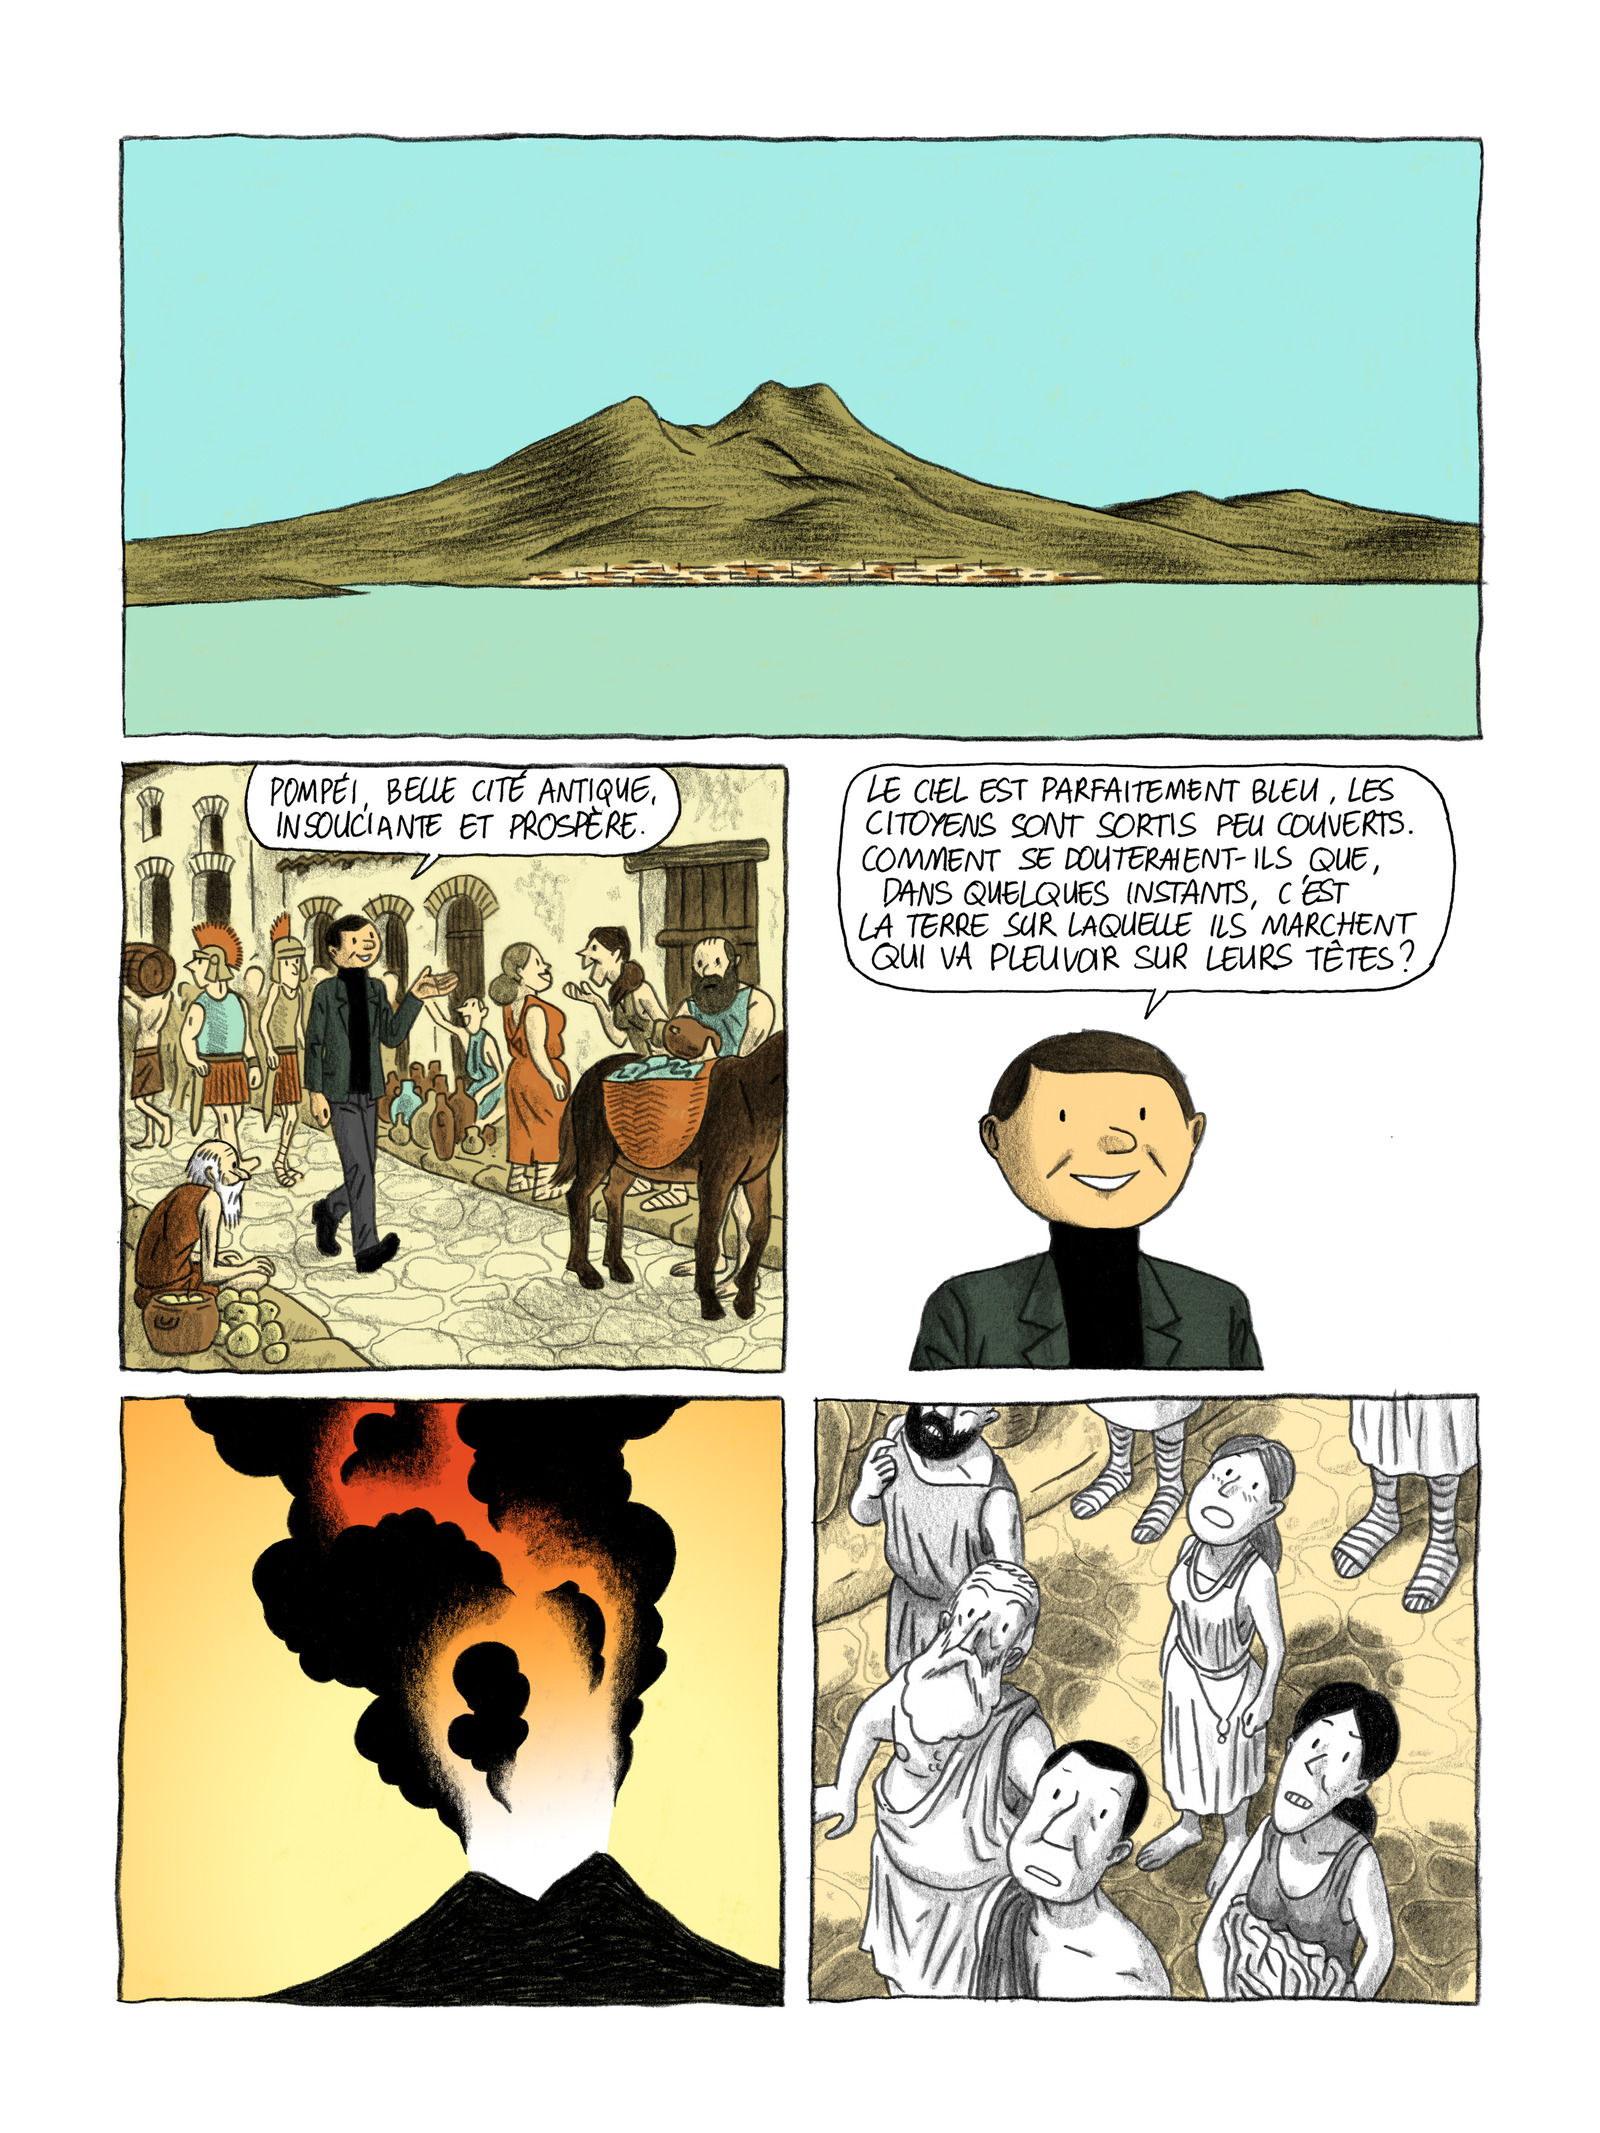 POMPÉI, BELLE CITÉ ANTIQUE,
INSOUCIANTE ET PROSPÈRE.
LE CIEL EST PARFAITEMENT BLEU, LES
CITOYENS SONT SORTIS PEU COUVERTS.
COMMENT SE DOUTERAIENT-ILS QUE,
DANS QUELQUES INSTANTS, C'EST
LA TERRE SUR LAQUELLE ILS MARCHENT
QUI VA PLEUVOIR SUR LEURS TÊTES?